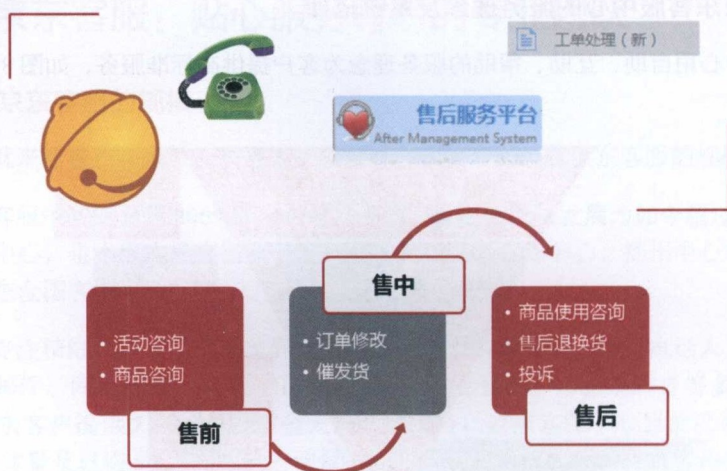 工单处理（新）
售后服务平台
After Management System
售中
• 活动咨询
• 商品咨询
售前
• 订单修改
• 催发货
• 商品使用咨询
• 售后退换货
• 投诉
售后